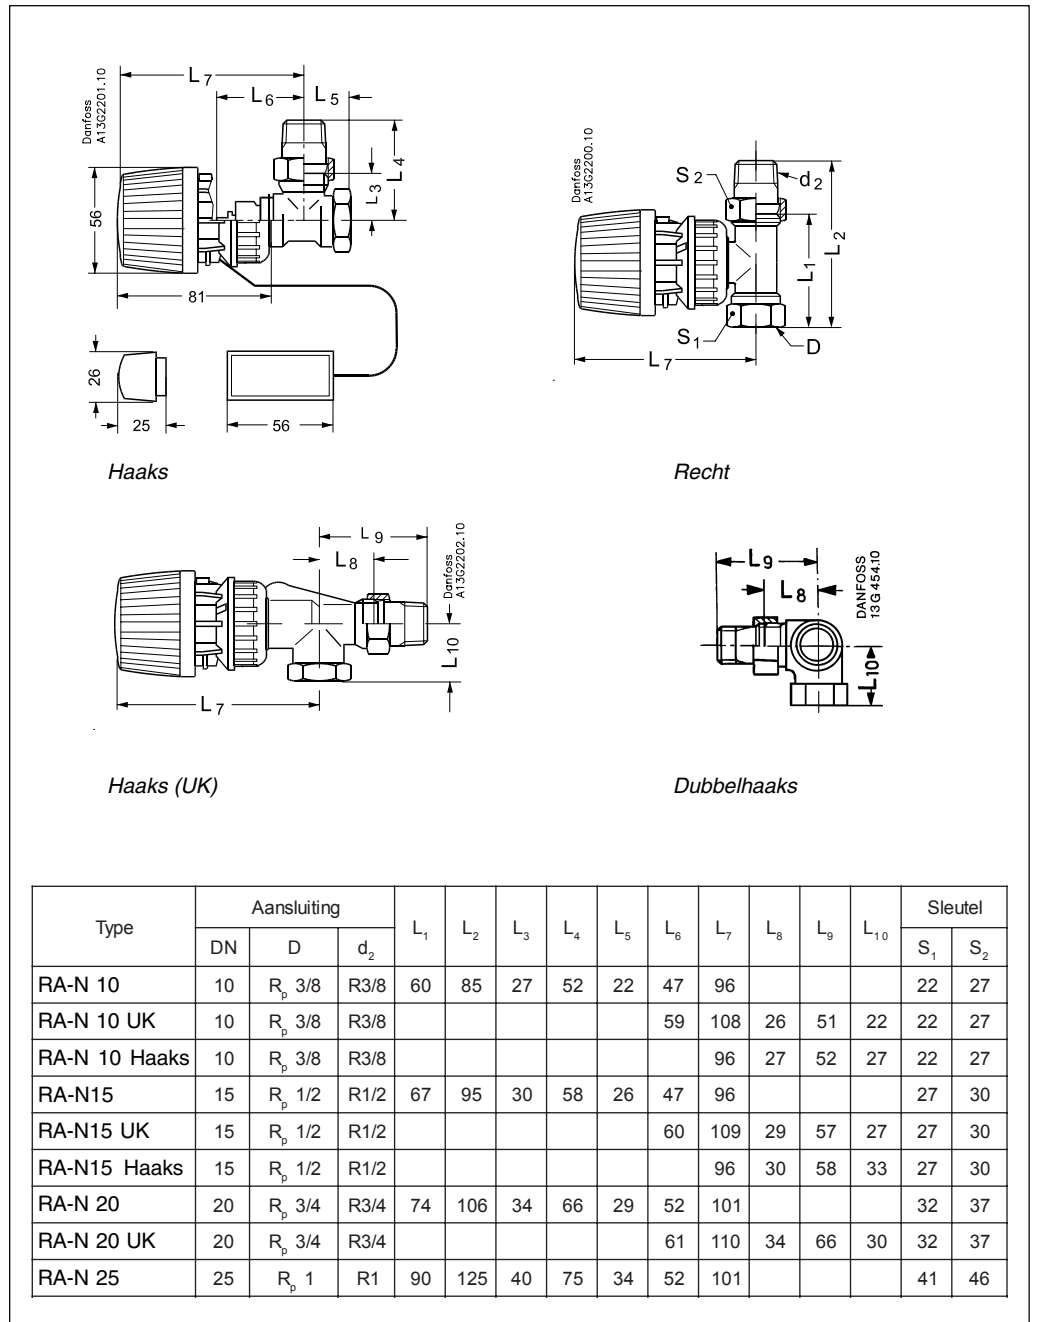 L7
L6 L5
Danfoss
A13G2201.10
L4
L3
56
81
26
25
56
Haaks
Danfoss
A13G2200.10
S2
d2
L2
L1
S1
D
L7
Recht
L9
L8
Danfoss
A13G2202.10
L10
L7
Haaks (UK)
L9
L8
DANFOSS
13G454.10
L10
Dubbelhaaks
Type Aansluiting L1 L2 L3 L4 L5 L6 L7 L8 L9 L10 Sleutel
DN D d2 S1 S2
RA-N 10 10 Rp 3/8 R3/8 60 85 27 52 22 47 96 22 27
RA-N 10 UK 10 Rp 3/8 R3/8 59 108 26 51 22 22 27
RA-N 10 Haaks 10 Rp 3/8 R3/8 96 27 52 27 22 27
RA-N15 15 Rp 1/2 R1/2 67 95 30 58 26 47 96 27 30
RA-N15 UK 15 Rp 1/2 R1/2 60 109 29 57 27 27 30
RA-N15 Haaks 15 Rp 1/2 R1/2 96 30 58 33 27 30
RA-N 20 20 Rp 3/4 R3/4 74 106 34 66 29 52 101 32 37
RA-N 20 UK 20 Rp 3/4 R3/4 61 110 34 66 30 32 37
RA-N 25 25 Rp 1 R1 90 125 40 75 34 52 101 41 46